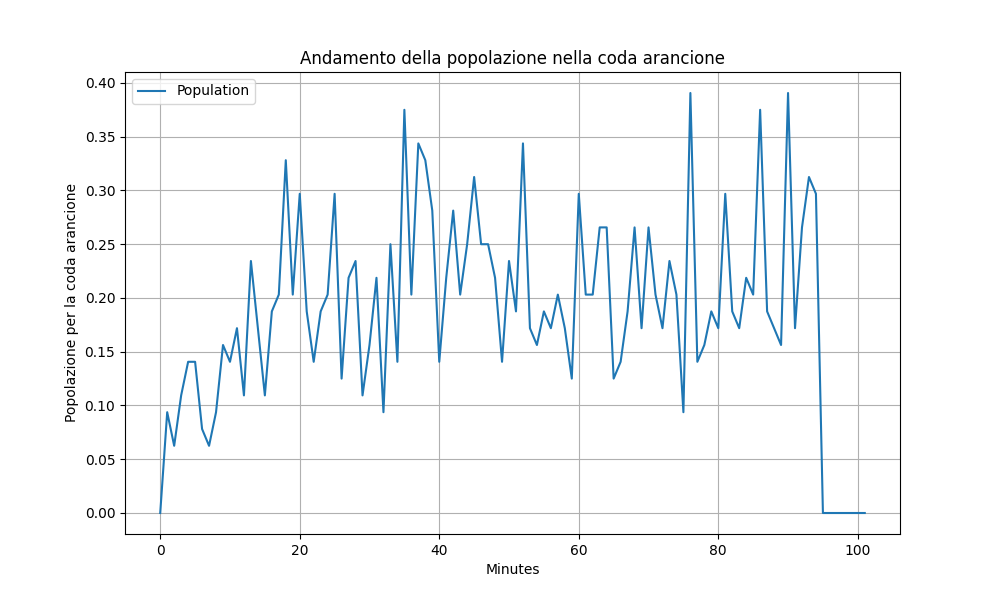 Andamento della popolazione nella coda arancione
Population
Popolazione per la coda arancione
0.40
0.35
0.30
0.25
0.20
0.15
0.10
0.05
0.00
0 20 40 60 80 100
Minutes